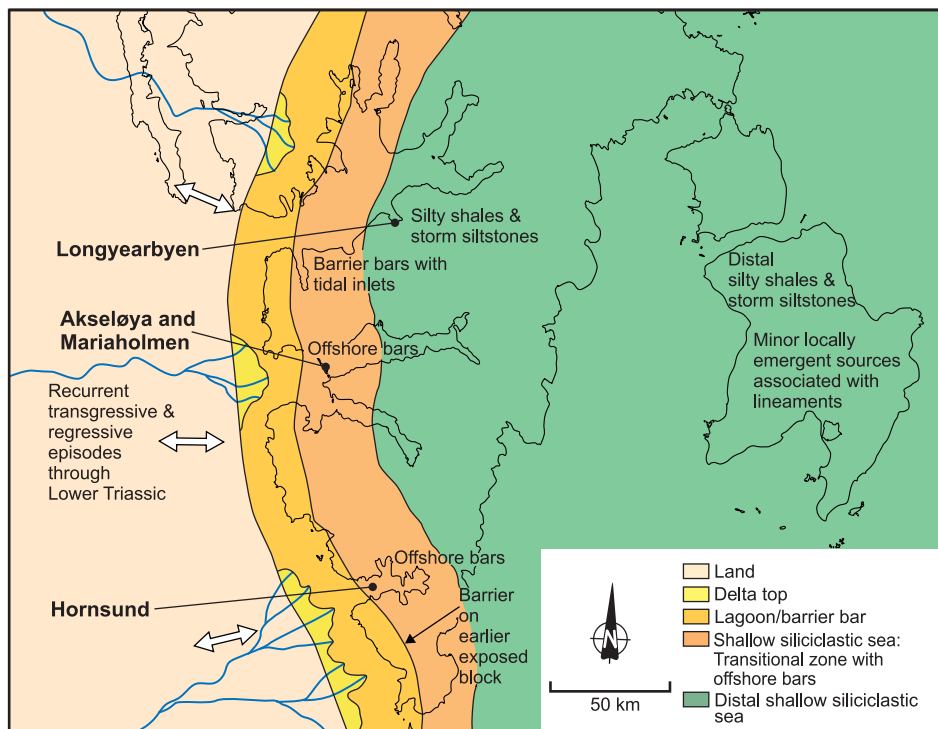 Silty shales &
storm siltstones
Longyearbyen
Barrier bars with
tidal inlets
Distal
silty shales &
storm siltstones
Akseløya and
Mariaholmen
Offshore bars
Minor locally
emergent sources
associated with
lineaments
Recurrent
transgressive &
regressive
episodes
through
Lower Triassic
Offshore bars
Hornsund
Barrier
on
earlier
exposed
block
N
50 km
Land
Delta top
Lagoon/barrier bar
Shallow siliciclastic sea:
Transitional zone with
offshore bars
Distal shallow siliciclastic
sea